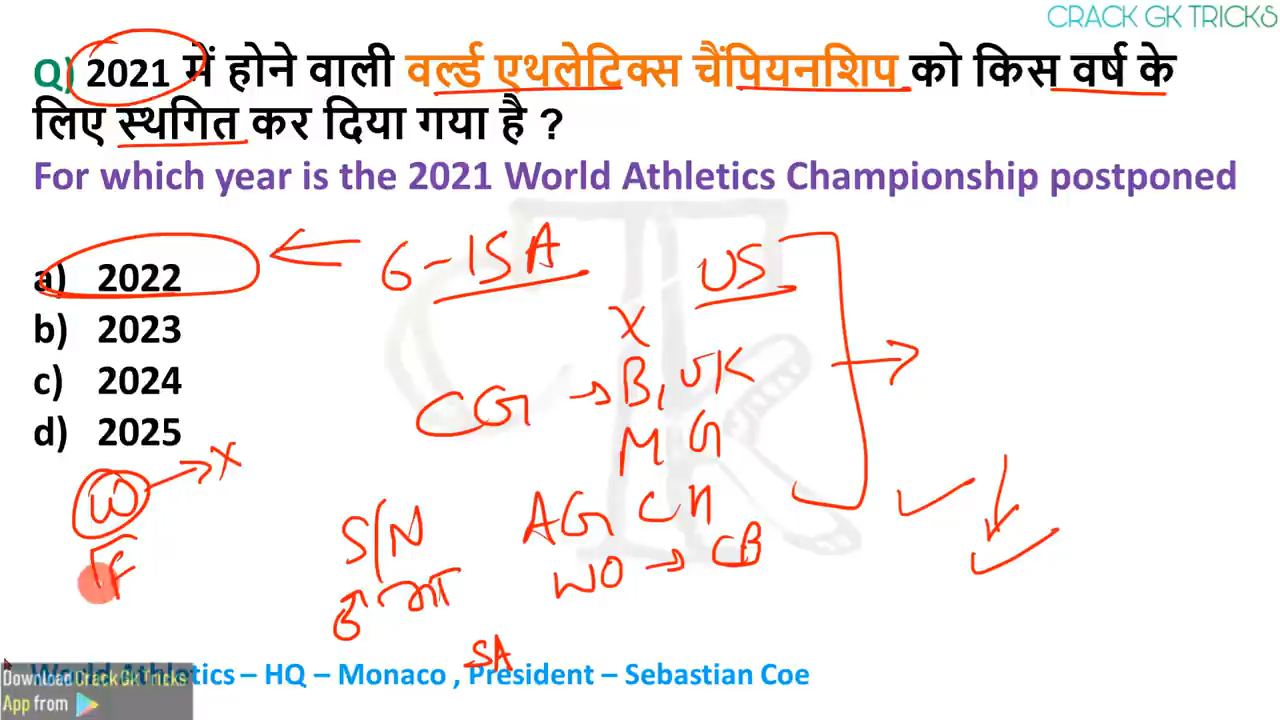 CRACK GK TRICKS
Q) 2021 में होने वाली वर्ल्ड एथलेटिक्स चैंपियनशिप को किस वर्ष के
लिए स्थगित कर दिया गया है ?
For which year is the 2021 World Athletics Championship postponed
a) 2022
b) 2023
c) 2024
d) 2025
G-ISA US
X
CG → B, UK
M G
W → X
S/N AG CH
WO → CB
SA
World Athletics – HQ – Monaco , President – Sebastian Coe
Download Crack GK Tricks
App from